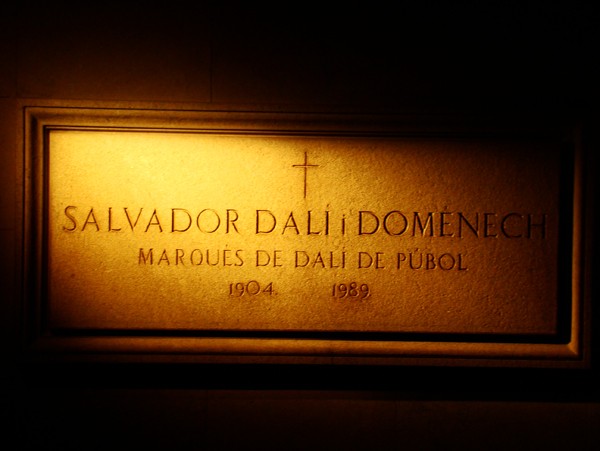 SALVADOR DALÍ i DOMÈNECH
MARQUÈS DE DALÍ DE PÚBOL
1904 1989